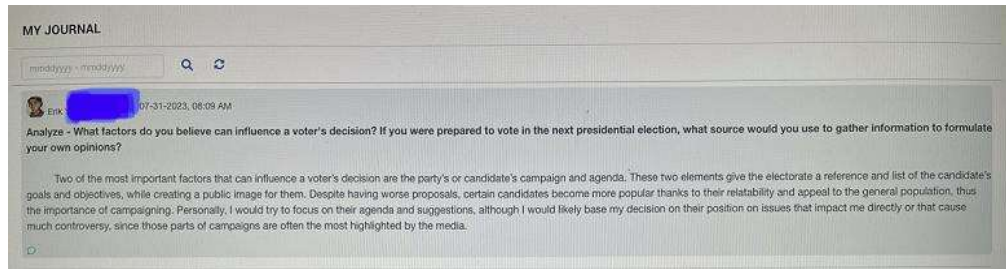 MY JOURNAL
mmddyyyy - mmddyyyy
Erik
07-31-2023, 08:09 AM
Analyze - What factors do you believe can influence a voter's decision? If you were prepared to vote in the next presidential election, what source would you use to gather information to formulate
your own opinions?
Two of the most important factors that can influence a voter's decision are the party's or candidate's campaign and agenda. These two elements give the electorate a reference and list of the candidate's
goals and objectives, while creating a public image for them. Despite having worse proposals, certain candidates become more popular thanks to their relatability and appeal to the general population, thus
the importance of campaigning. Personally, I would try to focus on their agenda and suggestions, although I would likely base my decision on their position on issues that impact me directly or that cause
much controversy, since those parts of campaigns are often the most highlighted by the media.